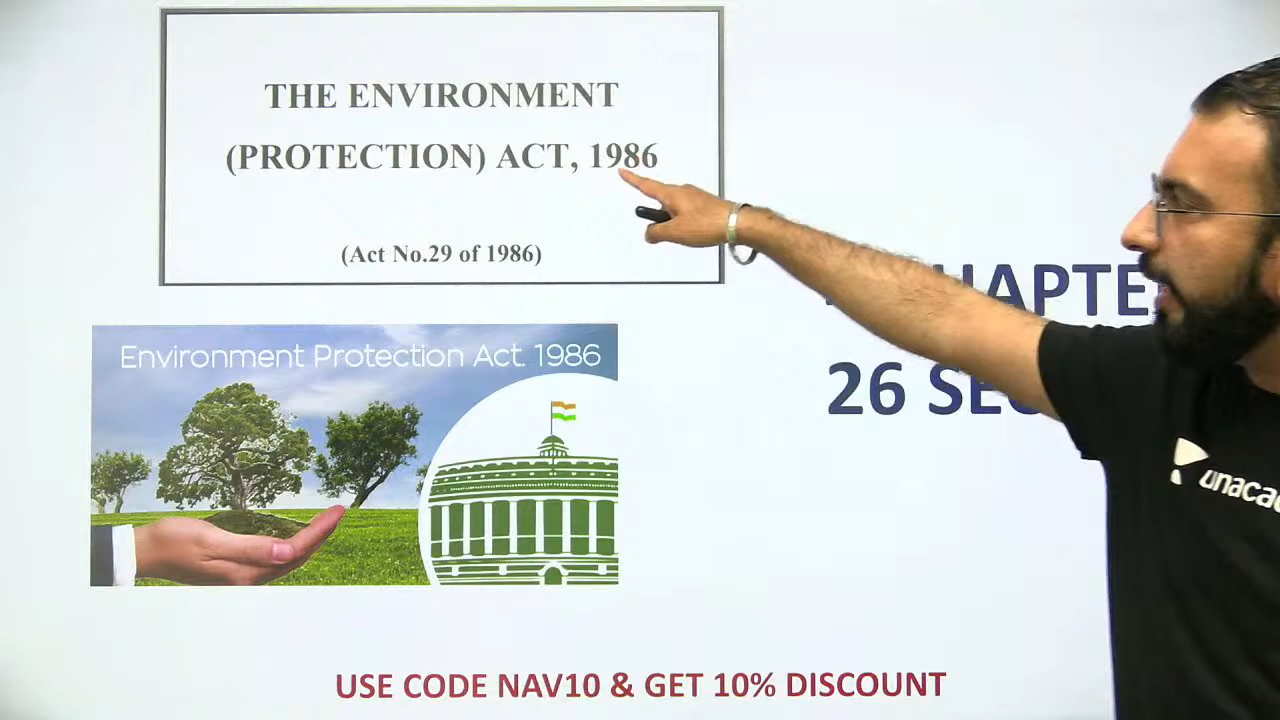 THE ENVIRONMENT
(PROTECTION) ACT, 1986
(Act No.29 of 1986)
Environment Protection Act. 1986
26
USE CODE NAV10 & GET 10% DISCOUNT